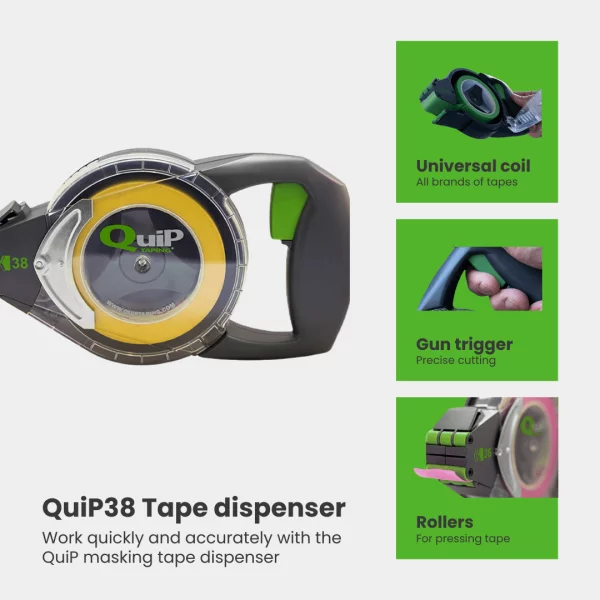 QuiP
TAPING
38
Universal coil
All brands of tapes
Gun trigger
Precise cutting
QuiP38 Tape dispenser
Work quickly and accurately with the
QuiP masking tape dispenser
Rollers
For pressing tape